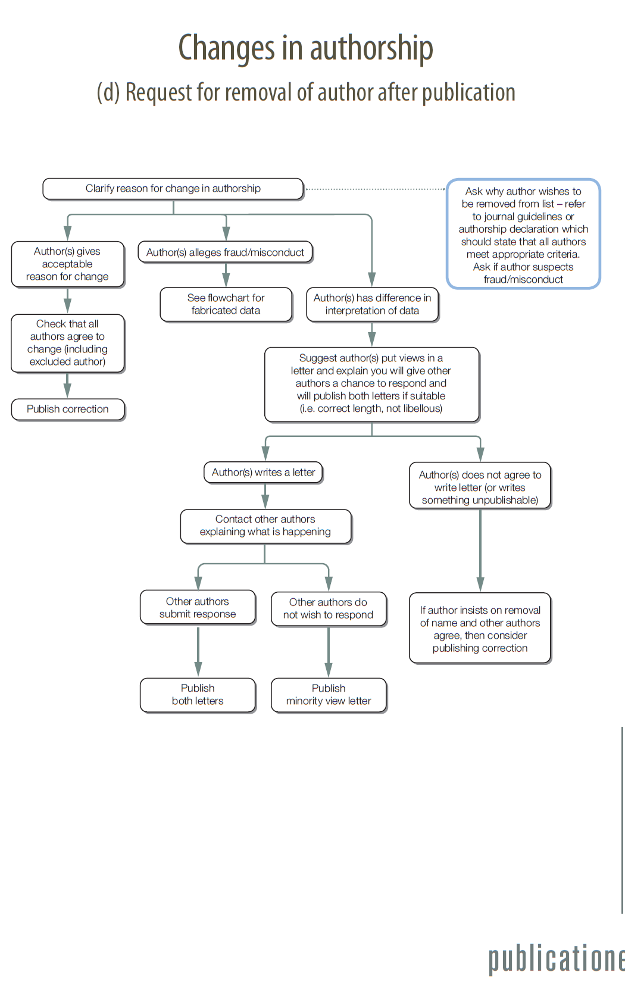 Changes in authorship
(d) Request for removal of author after publication
Clarify reason for change in authorship
Ask why author wishes to
be removed from list – refer
to journal guidelines or
authorship declaration which
should state that all authors
meet appropriate criteria.
Ask if author suspects
fraud/misconduct
Author(s) gives
acceptable
reason for change
Author(s) alleges fraud/misconduct
See flowchart for
fabricated data
Author(s) has difference in
interpretation of data
Check that all
authors agree to
change (including
excluded author)
Publish correction
Suggest author(s) put views in a
letter and explain you will give other
authors a chance to respond and
will publish both letters if suitable
(i.e. correct length, not libellous)
Author(s) writes a letter
Author(s) does not agree to
write letter (or writes
something unpublishable)
Contact other authors
explaining what is happening
Other authors
submit response
Other authors do
not wish to respond
If author insists on removal
of name and other authors
agree, then consider
publishing correction
Publish
both letters
Publish
minority view letter
publicatione